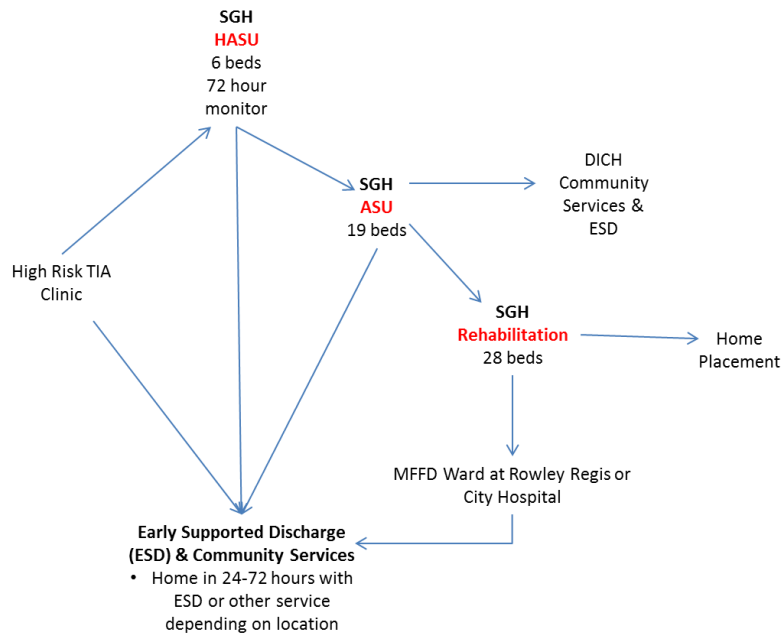 SGH
HASU
6 beds
72 hour
monitor
SGH
ASU
19 beds
DICH
Community
Services &
ESD
High Risk TIA
Clinic
SGH
Rehabilitation
28 beds
Home
Placement
MFFD Ward at Rowley Regis or
City Hospital
Early Supported Discharge
(ESD) & Community Services
• Home in 24-72 hours with
ESD or other service
depending on location